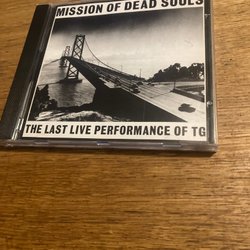 MISSION OF DEAD SOULS
THE LAST LIVE PERFORMANCE OF TG